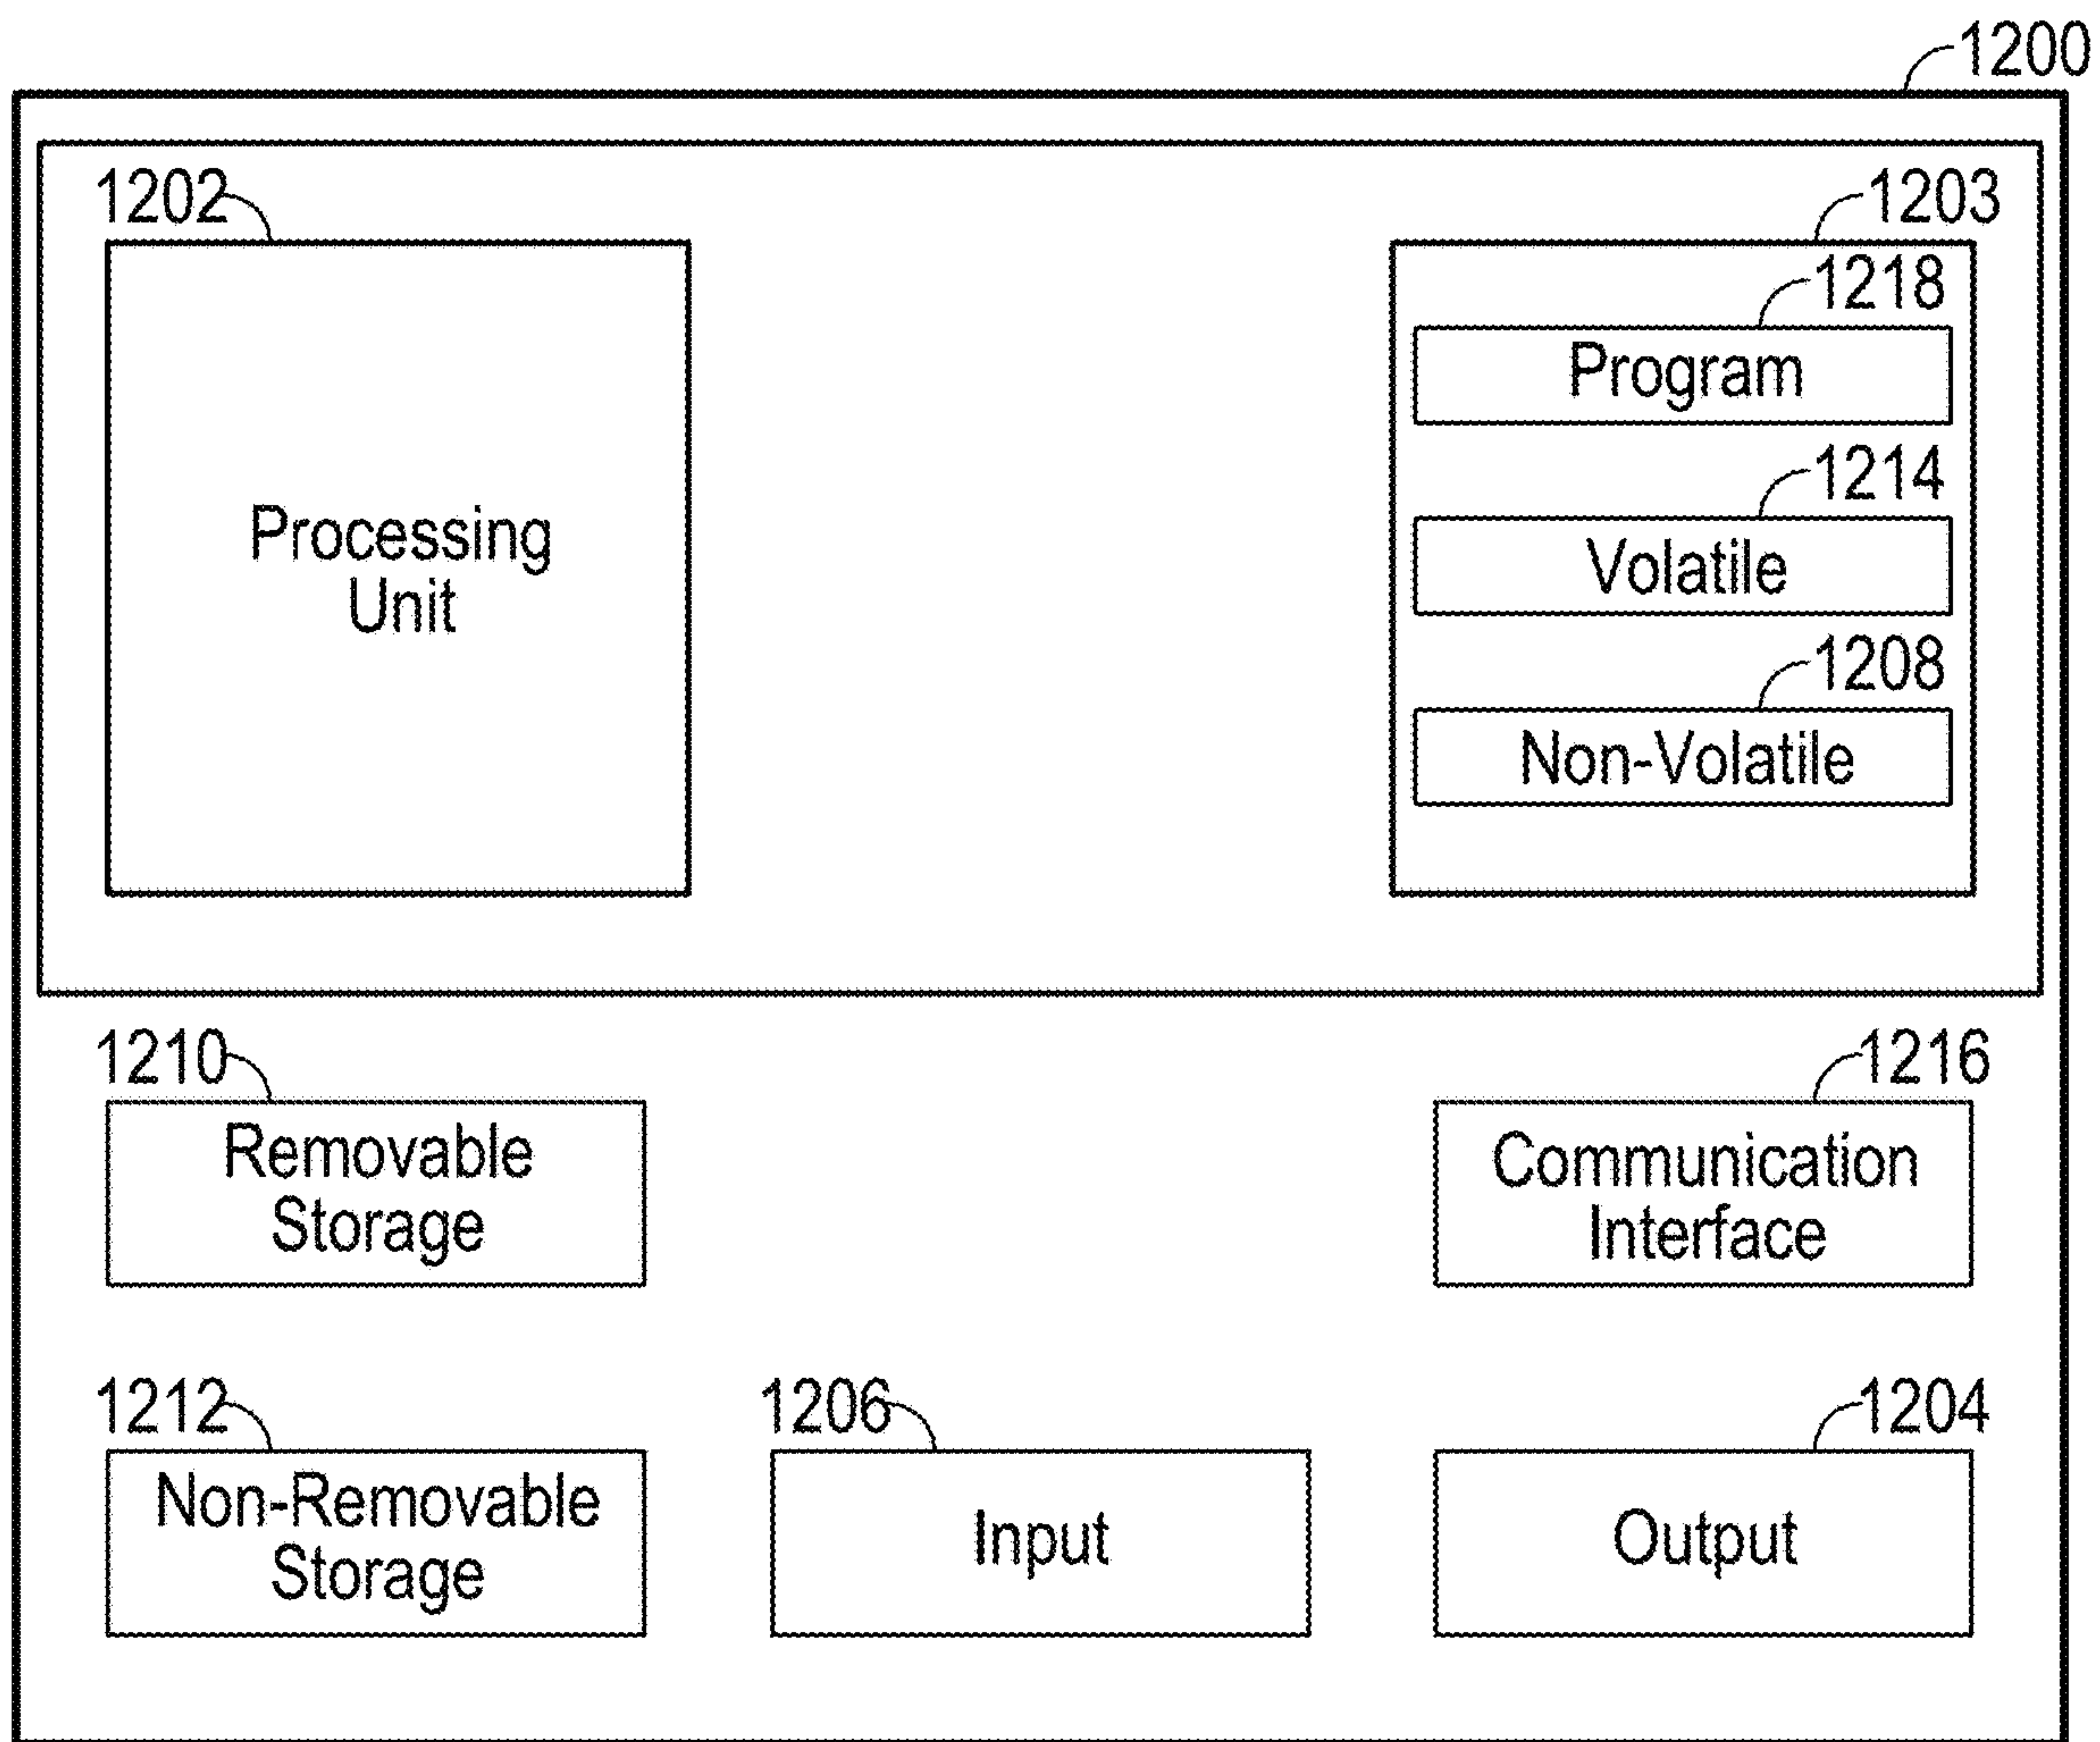 1200
1202
1203
1218
Program
1214
Volatile
1208
Non-Volatile
Processing
Unit
1210
Removable
Storage
1216
Communication
Interface
1212
Non-Removable
Storage
1206
Input
1204
Output